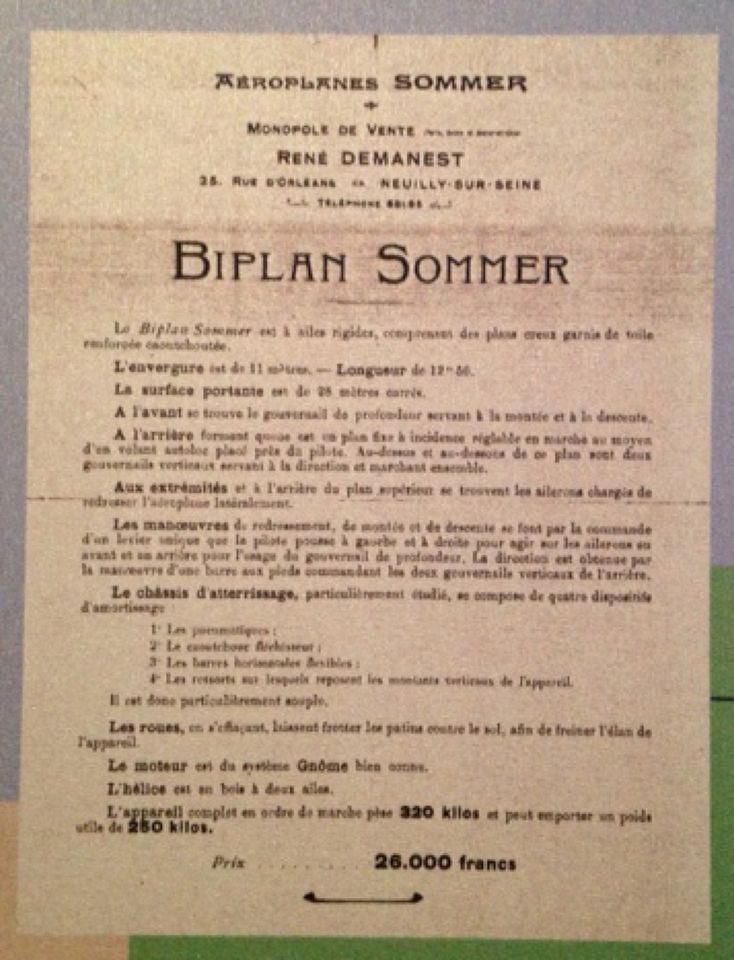 AÉROPLANES SOMMER
MONOPOLE DE VENTE
RENÉ DEMANEST
25, RUE D'ORLÉANS NEUILLY-SUR-SEINE
TÉLÉPHONE
BIPLAN SOMMER
Le Biplan Sommer est à ailes rigides, comprenant des plans creux garnis de toile
renforcée caoutchoutée.
L'envergure est de 11 mètres. — Longueur de 12m50.
La surface portante est de mètres carrés.
A l'avant se trouve le gouvernail de profondeur servant à la montée et à la descente.
A l'arrière formant queue est un plan fixe à incidence réglable en marche au moyen
d'un volant autobloc placé près du pilote. Au-dessus et au-dessous de ce plan sont deux
gouvernails verticaux servant à la direction et marchant ensemble.
Aux extrémités et à l'arrière du plan supérieur se trouvent les ailerons chargés de
redresser l'aéroplane latéralement.
Les manœuvres de redressement, de montée et de descente se font par la commande
d'un levier unique que le pilote pousse à gauche et à droite pour agir sur les ailerons en
avant et en arrière pour l'usage du gouvernail de profondeur. La direction est obtenue par
la manœuvre d'une barre aux pieds commandant les deux gouvernails verticaux de l'arrière.
Le châssis d'atterrissage, particulièrement étudié, se compose de quatre dispositifs
d'amortissage :
1° Les pneumatiques ;
2° Le caoutchouc fléchisseur ;
3° Les barres horizontales flexibles ;
4° Les ressorts sur lesquels reposent les montants verticaux de l'appareil.
Il est donc particulièrement souple.
Les roues, en s'effaçant, laissent frotter les patins contre le sol, afin de freiner l'élan de
l'appareil.
Le moteur est du système Gnôme bien connu.
L'hélice est en bois à deux ailes.
L'appareil complet en ordre de marche pèse 320 kilos et peut emporter un poids
utile de 250 kilos.
Prix . . . . . . . . . . 26.000 francs